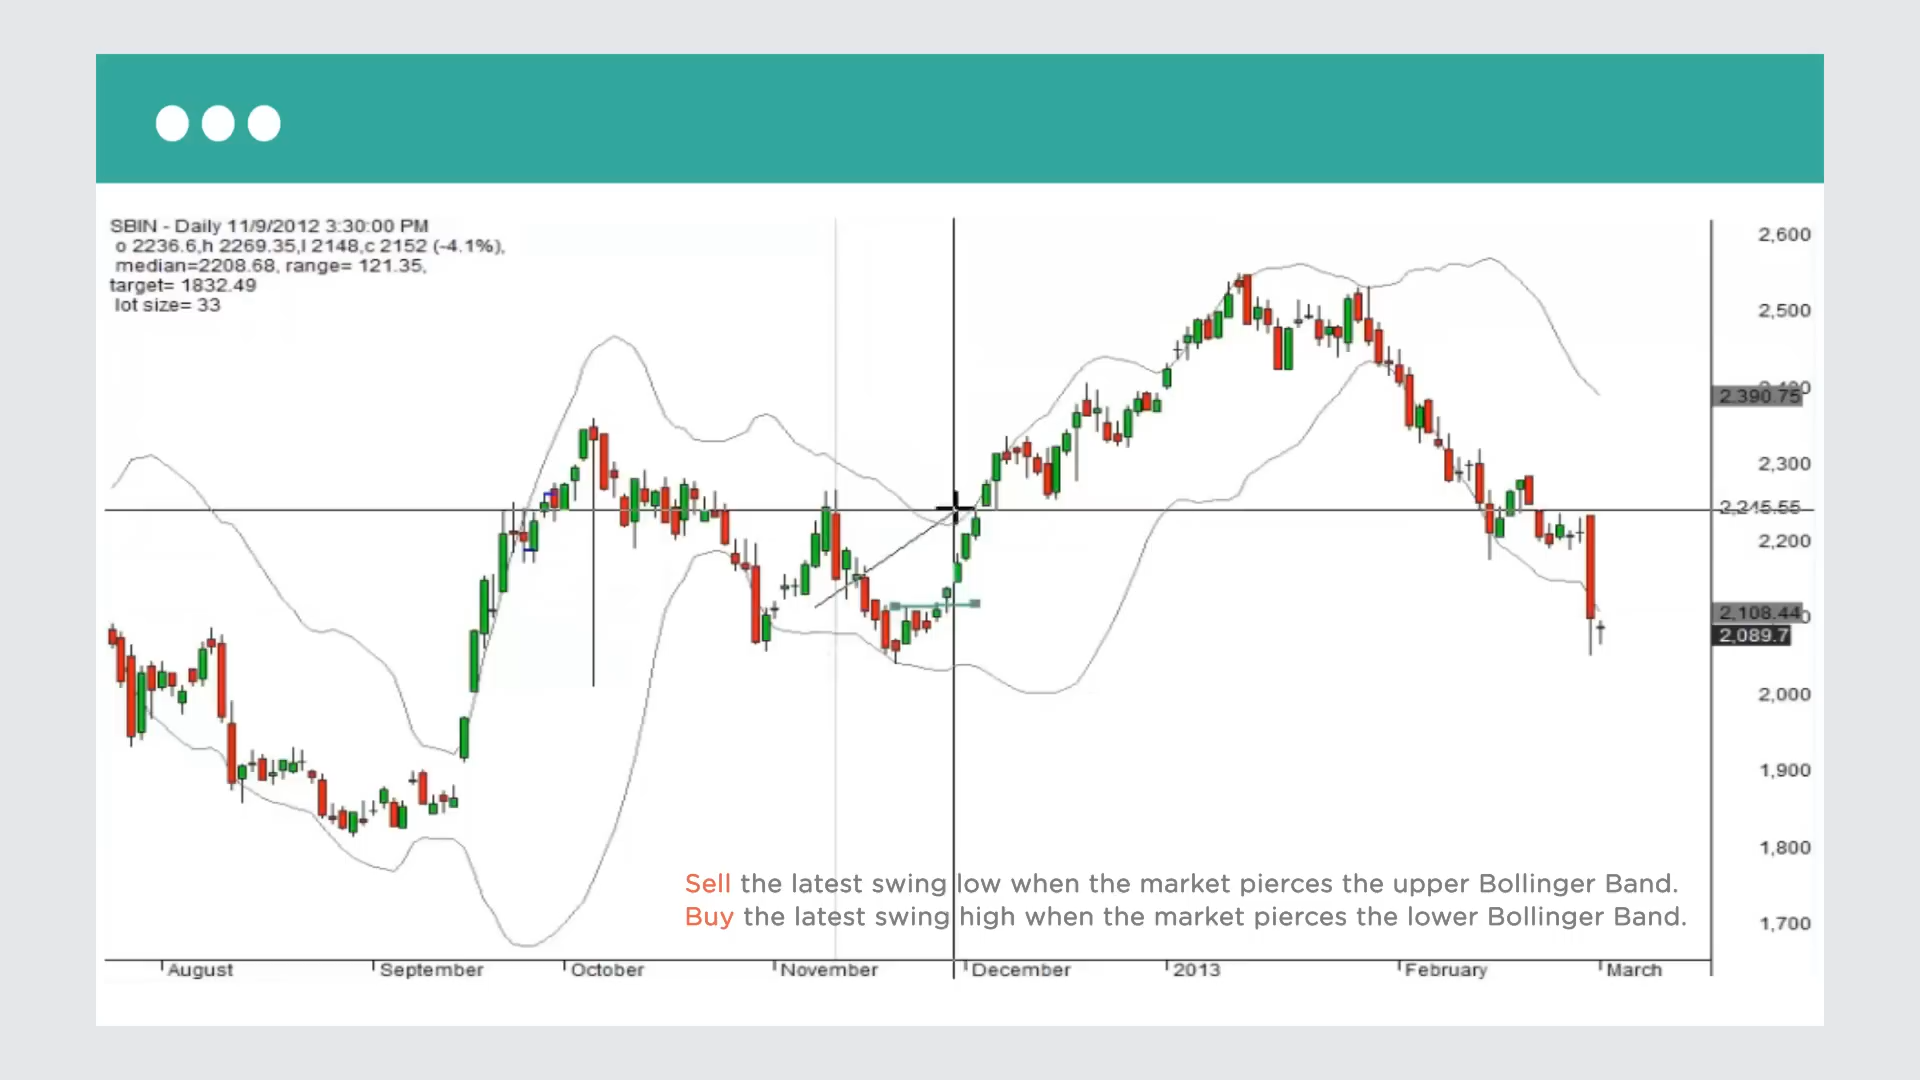 SBIN - Daily 11/9/2012 3:30:00 PM
o 2236.6,h 2269.35,l 2148,c 2152 (-4.1%),
median=2208.68, range= 121.35,
target= 1832.49
lot size= 33
2,600
2,500
2,390.75
2,300
2,245.55
2,200
2,108.44
2,089.7
2,000
1,900
1,800
1,700
Sell the latest swing low when the market pierces the upper Bollinger Band.
Buy the latest swing high when the market pierces the lower Bollinger Band.
August September October November December 2013 February March